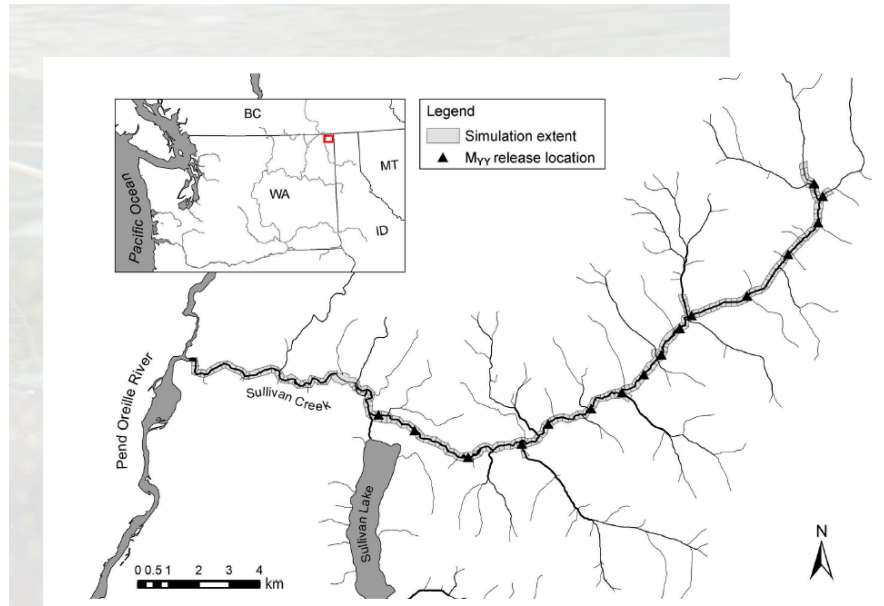 BC
WA
MT
ID
Pacific Ocean
Legend
Simulation extent
MYY release location
Pend Oreille River
Sullivan Creek
Sullivan Lake
0 0.5 1 2 3 4
km
N